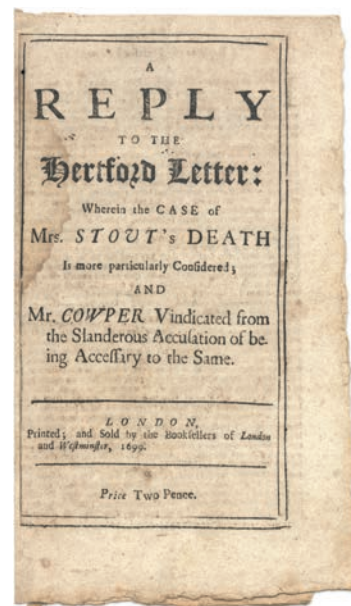 A
REPLY
TO THE
Hertford Letter:
Wherein the CASE of
Mrs. STOUT's DEATH
Is more particularly Conſidered;
AND
Mr. COWPER Vindicated from
the Slanderous Accuſation of be-
ing Acceſſary to the Same.
LONDON,
Printed; and Sold by the Bookſellers of London
and Weſtminſter, 1699.
Price Two Pence.